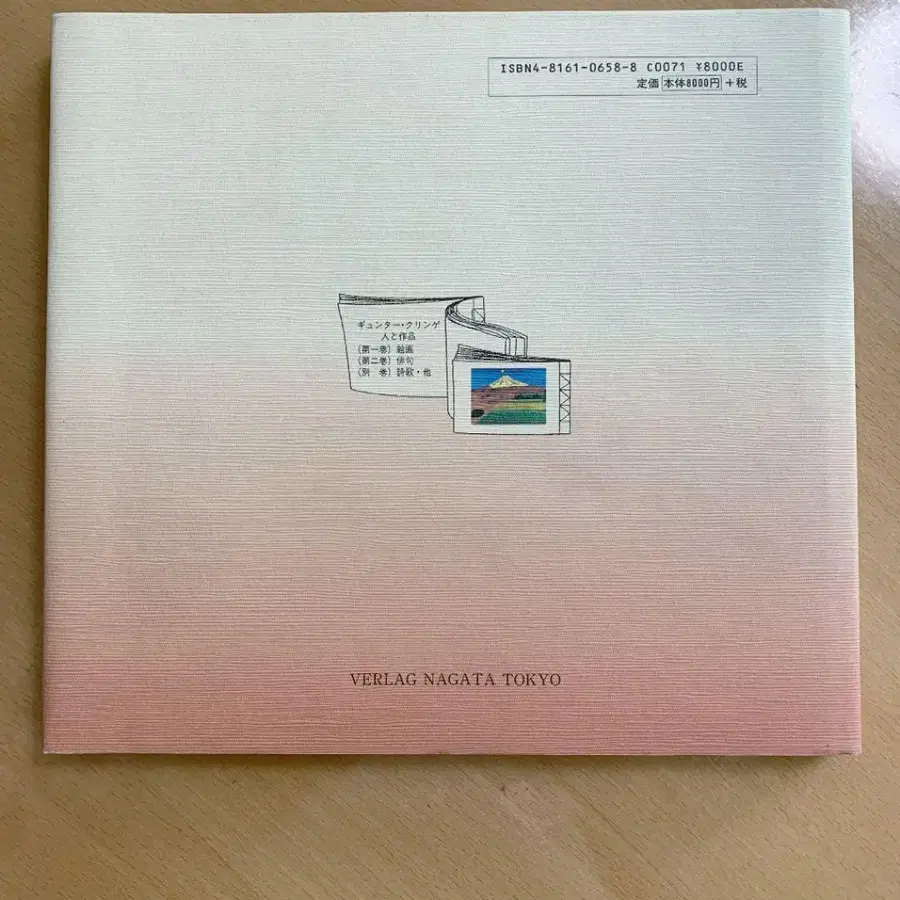 ISBN4-8161-0658-8 C0071 ¥8000E
定価 本体8000円 +税
ギュンター・クリンゲ
人と作品
(第一巻) 絵画
(第二巻) 俳句
(別 巻) 詩歌・他
VERLAG NAGATA TOKYO